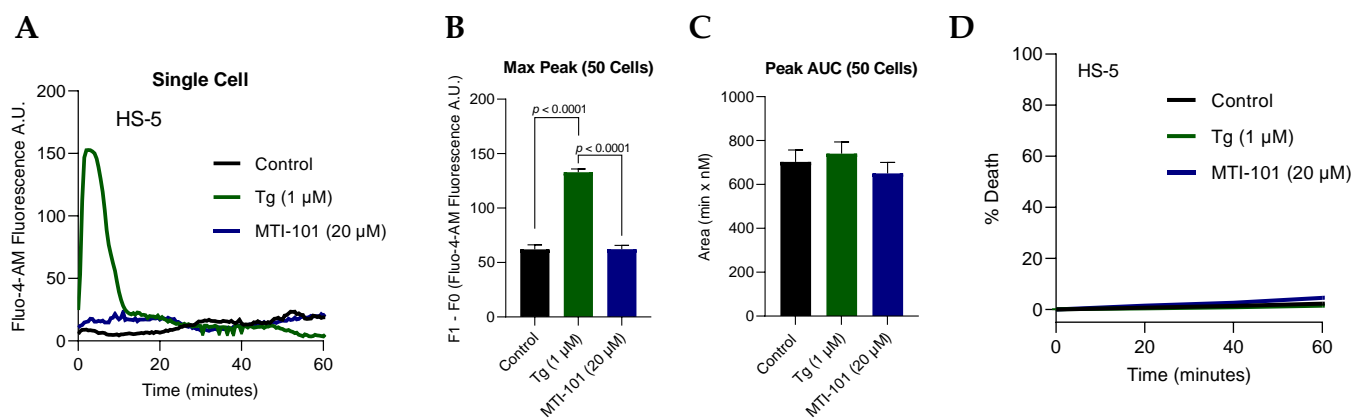 A
Single Cell
HS-5
Fluo-4-AM Fluorescence A.U.
200
150
100
50
0
0
20
40
60
Time (minutes)
Control
Tg (1 µM)
MTI-101 (20 µM)
B
Max Peak (50 Cells)
F1 - F0 (Fluo-4-AM Fluorescence A.U.)
200
150
100
50
0
p < 0.0001
p < 0.0001
Control
Tg (1 µM)
MTI-101 (20 µM)
C
Peak AUC (50 Cells)
Area (min x nM)
1000
800
600
400
200
0
Control
Tg (1 µM)
MTI-101 (20 µM)
D
HS-5
% Death
100
80
60
40
20
0
0
20
40
60
Time (minutes)
Control
Tg (1 µM)
MTI-101 (20 µM)